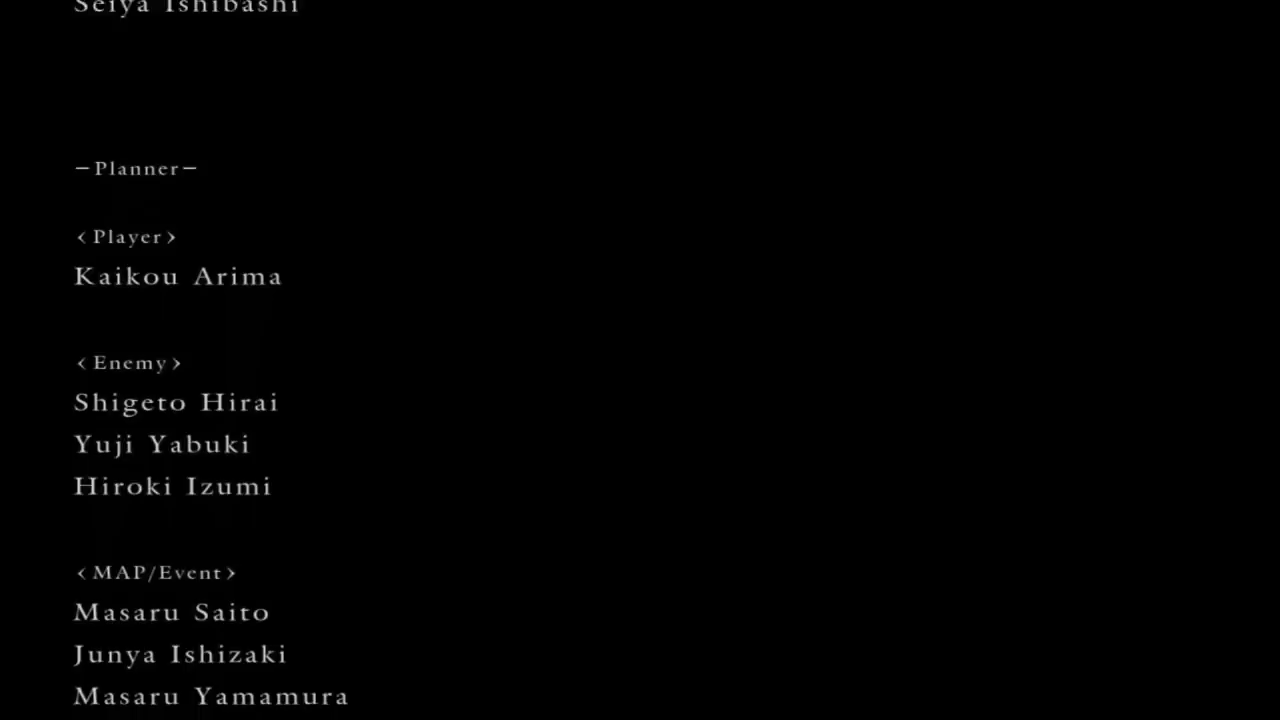 Seiya Ishibashi
—Planner—
‹Player›
Kaikou Arima
‹Enemy›
Shigeto Hirai
Yuji Yabuki
Hiroki Izumi
‹MAP/Event›
Masaru Saito
Junya Ishizaki
Masaru Yamamura